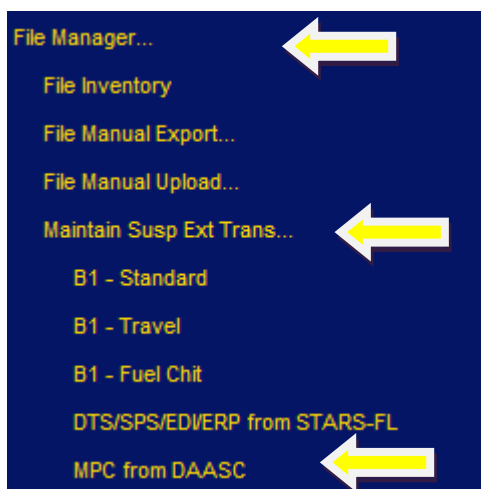 File Manager...
File Inventory
File Manual Export...
File Manual Upload...
Maintain Susp Ext Trans...
B1 - Standard
B1 - Travel
B1 - Fuel Chit
DTS/SPS/EDI/ERP from STARS-FL
MPC from DAASC